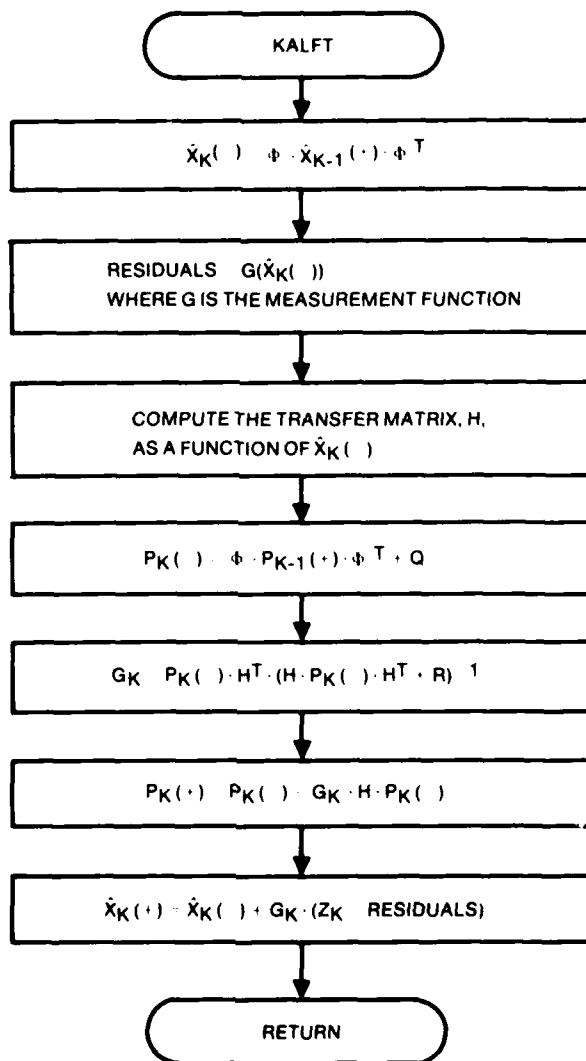 KALFT
X̂K( ) Φ · X̂K-1(+) · Φ T
RESIDUALS G(X̂K( ))
WHERE G IS THE MEASUREMENT FUNCTION
COMPUTE THE TRANSFER MATRIX, H,
AS A FUNCTION OF X̂K( )
PK( ) - Φ · PK-1(+) · Φ T + Q
GK PK( ) · HT · (H · PK( ) · HT + R) 1
PK(+) PK( ) - GK · H · PK( )
X̂K(+) - X̂K( ) + GK · (ZK RESIDUALS)
RETURN